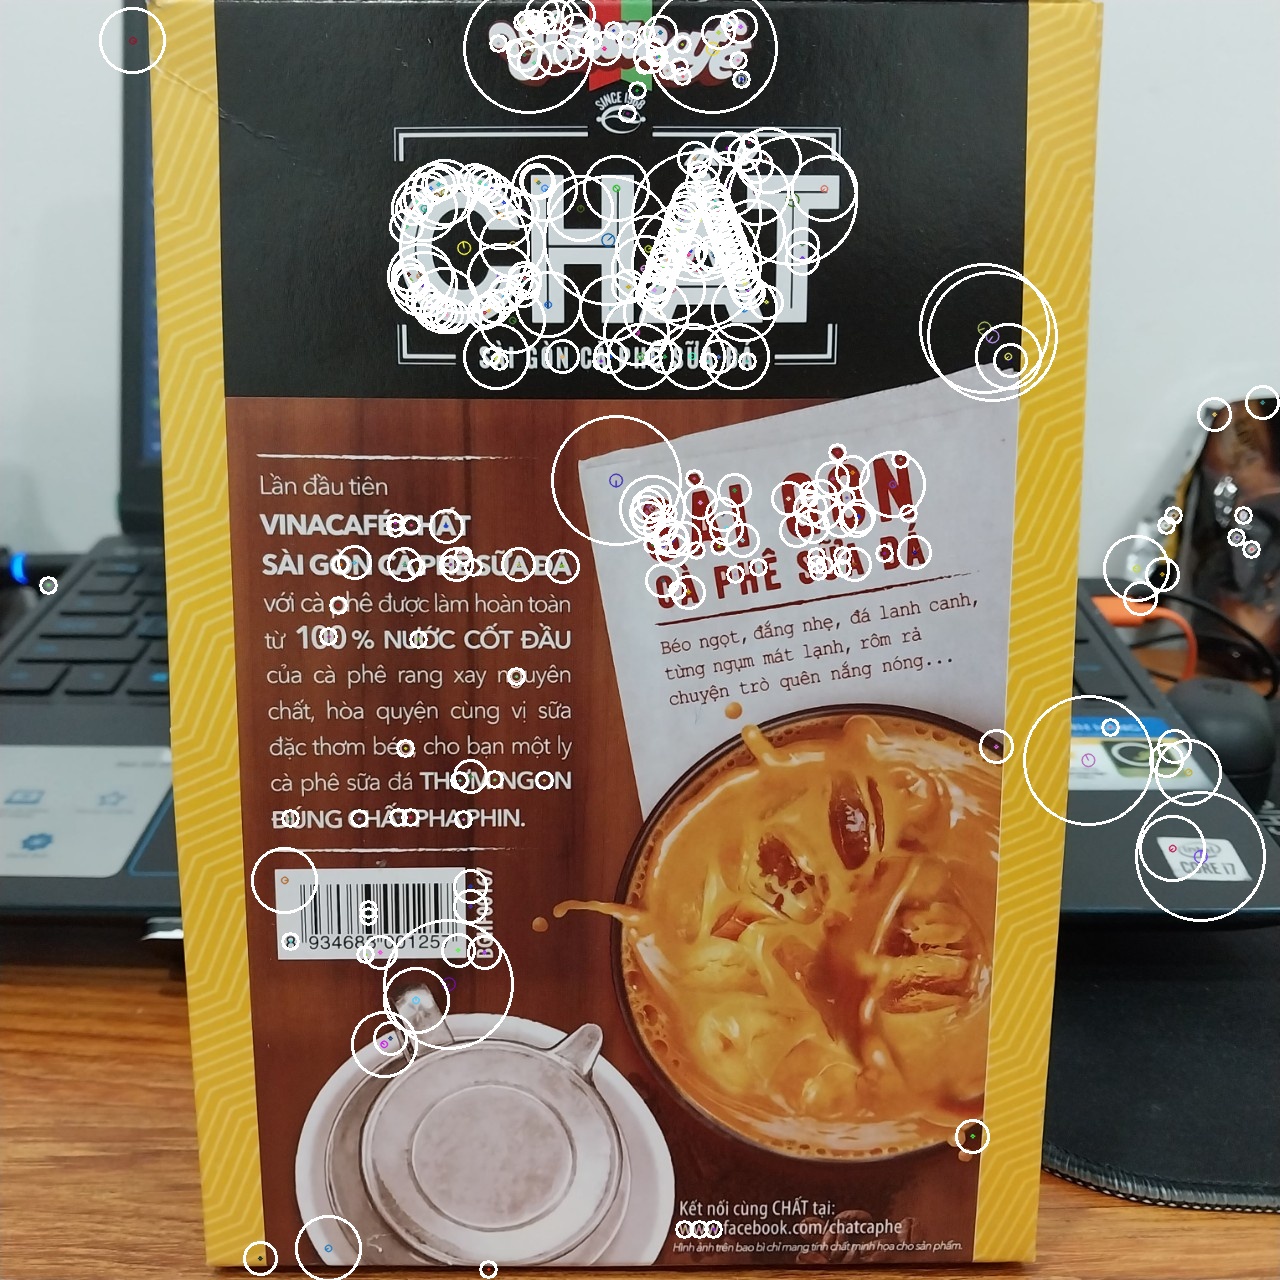 SINCE 1968
CHẤT
SÀI GÒN CÀ PHÊ SỮA ĐÁ
Lần đầu tiên
VINACAFÉ CHẤT
SÀI GÒN CÀ PHÊ SỮA ĐÁ
với cà phê được làm hoàn toàn
từ 100% NƯỚC CỐT ĐẦU
của cà phê rang xay nguyên
chất, hòa quyện cùng vị sữa
đặc thơm béo, cho bạn một ly
cà phê sữa đá THƠM NGON
ĐÚNG CHẤT PHA PHIN.
SÀI GÒN
CÀ PHÊ SỮA ĐÁ
Béo ngọt, đắng nhẹ, đá lanh canh,
từng ngụm mát lạnh, rôm rả
chuyện trò quên nắng nóng...
8 934683 001257
Kết nối cùng CHẤT tại:
www.facebook.com/chatcaphe
Hình ảnh trên bao bì chỉ mang tính chất minh họa cho sản phẩm.
CORE i7